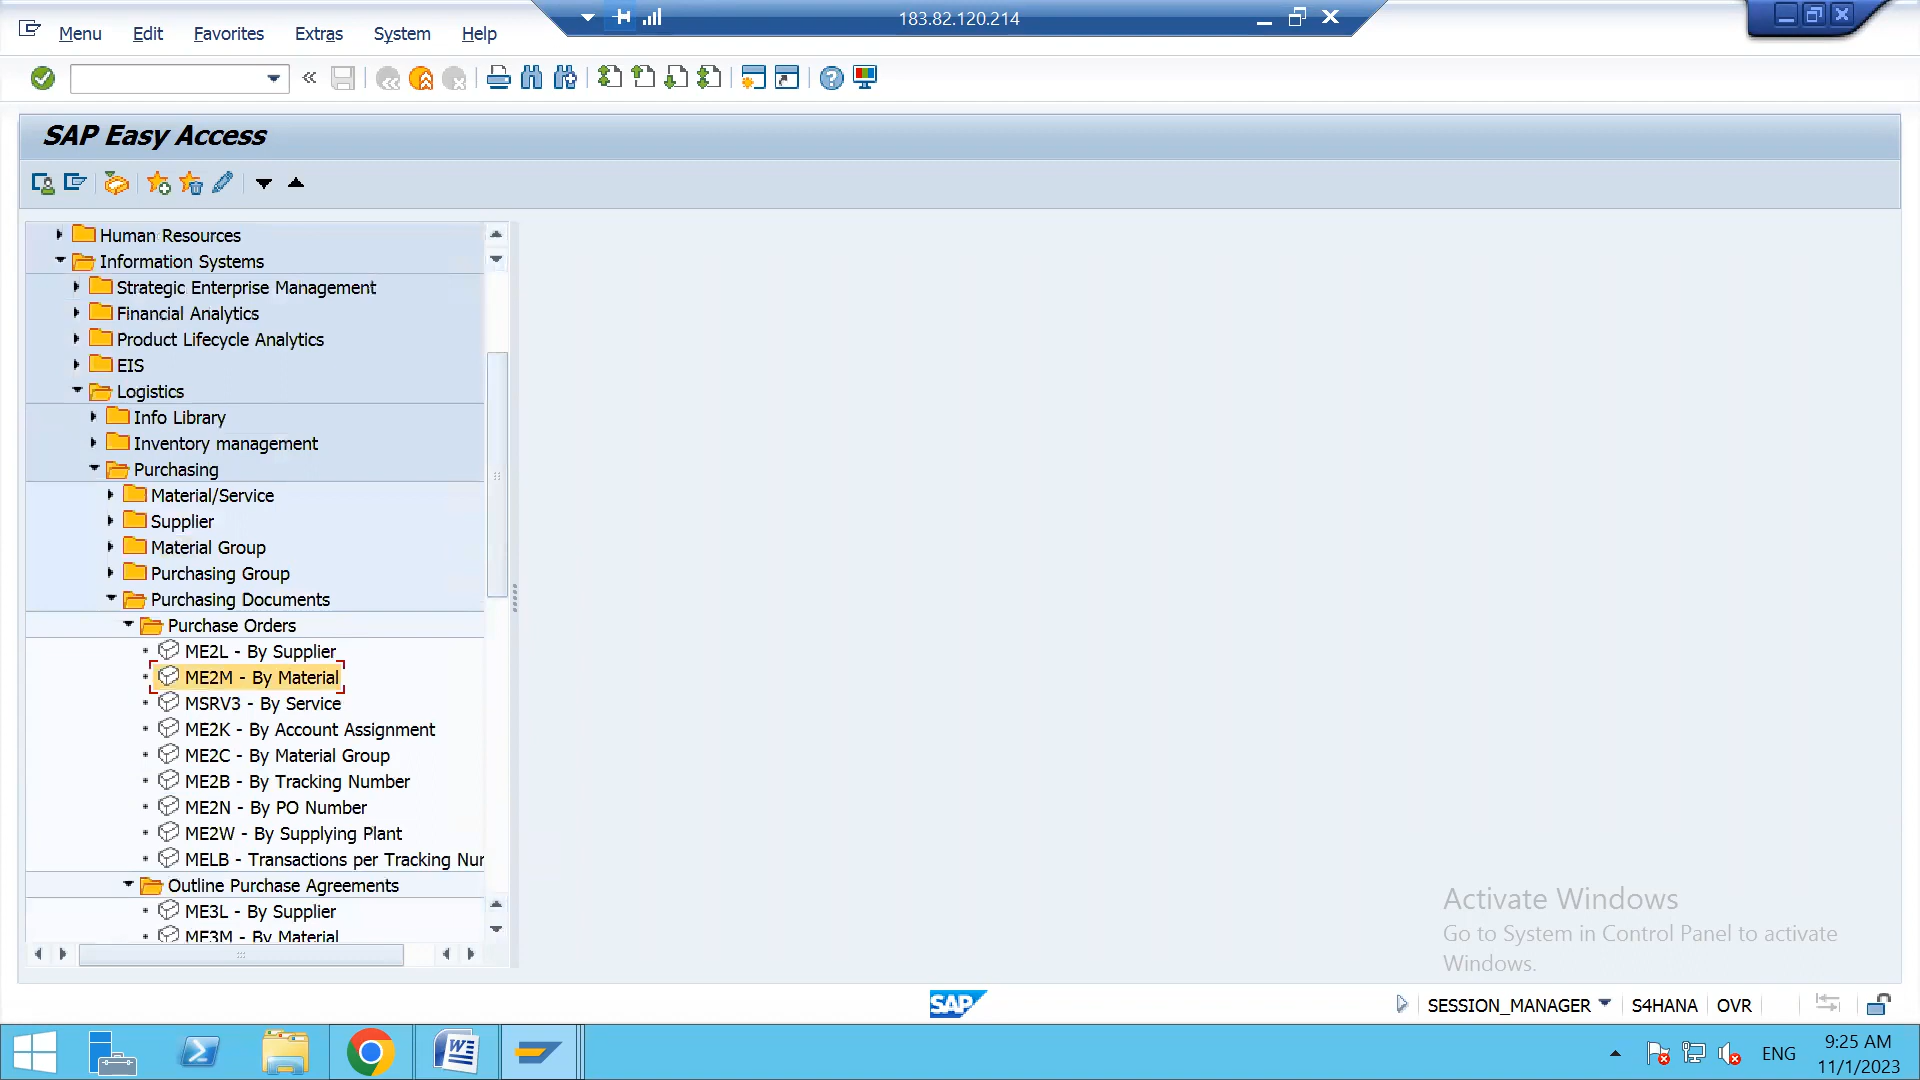 183.82.120.214
Menu Edit Favorites Extras System Help
SAP Easy Access
Human Resources
Information Systems
Strategic Enterprise Management
Financial Analytics
Product Lifecycle Analytics
EIS
Logistics
Info Library
Inventory management
Purchasing
Material/Service
Supplier
Material Group
Purchasing Group
Purchasing Documents
Purchase Orders
ME2L - By Supplier
ME2M - By Material
MSRV3 - By Service
ME2K - By Account Assignment
ME2C - By Material Group
ME2B - By Tracking Number
ME2N - By PO Number
ME2W - By Supplying Plant
MELB - Transactions per Tracking Nur
Outline Purchase Agreements
ME3L - By Supplier
ME3M - By Material
Activate Windows
Go to System in Control Panel to activate
Windows.
SAP
SESSION_MANAGER S4HANA OVR
ENG
9:25 AM
11/1/2023